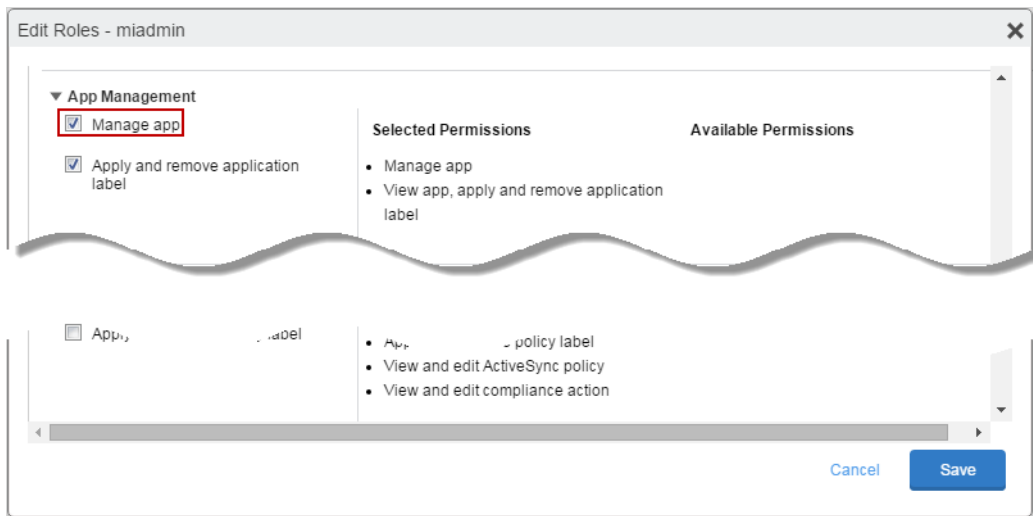 Edit Roles - miadmin
App Management
Manage app
Apply and remove application
label
Selected Permissions
Available Permissions
Manage app
View app, apply and remove application
label
label
policy label
View and edit ActiveSync policy
View and edit compliance action
Cancel
Save